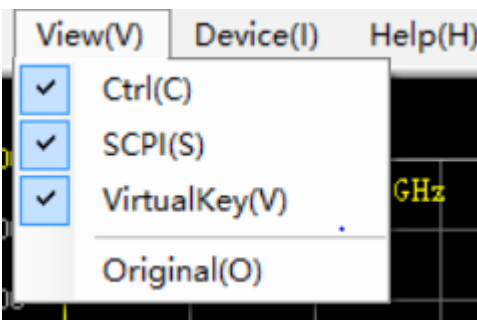 View(V) Device(I) Help(H)
Ctrl(C)
SCPI(S)
VirtualKey(V)
GHz
Original(O)